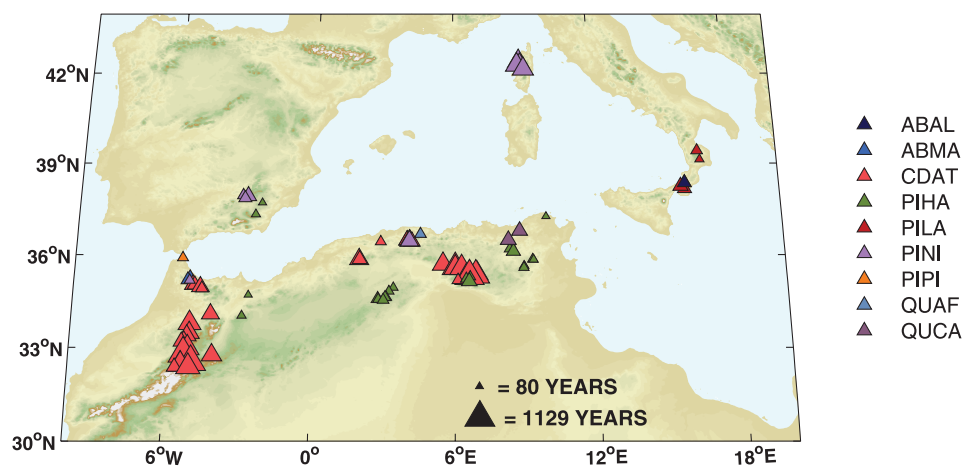 42°N
39°N
36°N
33°N
30°N
6°W
0°
6°E
12°E
18°E
= 80 YEARS
= 1129 YEARS
ABAL
ABMA
CDAT
PIHA
PILA
PINI
PIPI
QUAF
QUCA